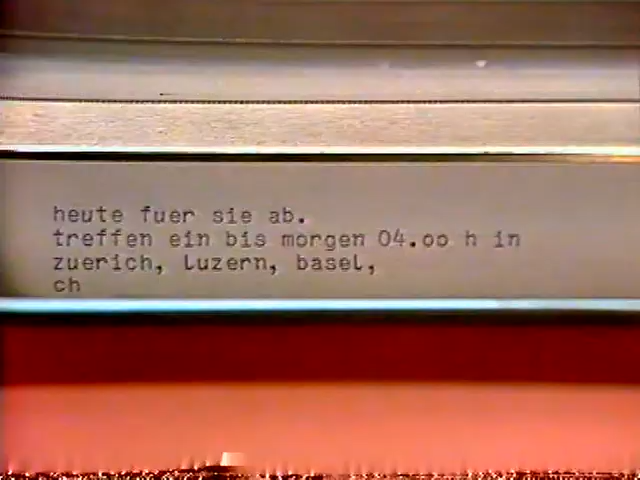 heute fuer sie ab.
treffen ein bis morgen 04.oo h in
zuerich, luzern, basel,
ch